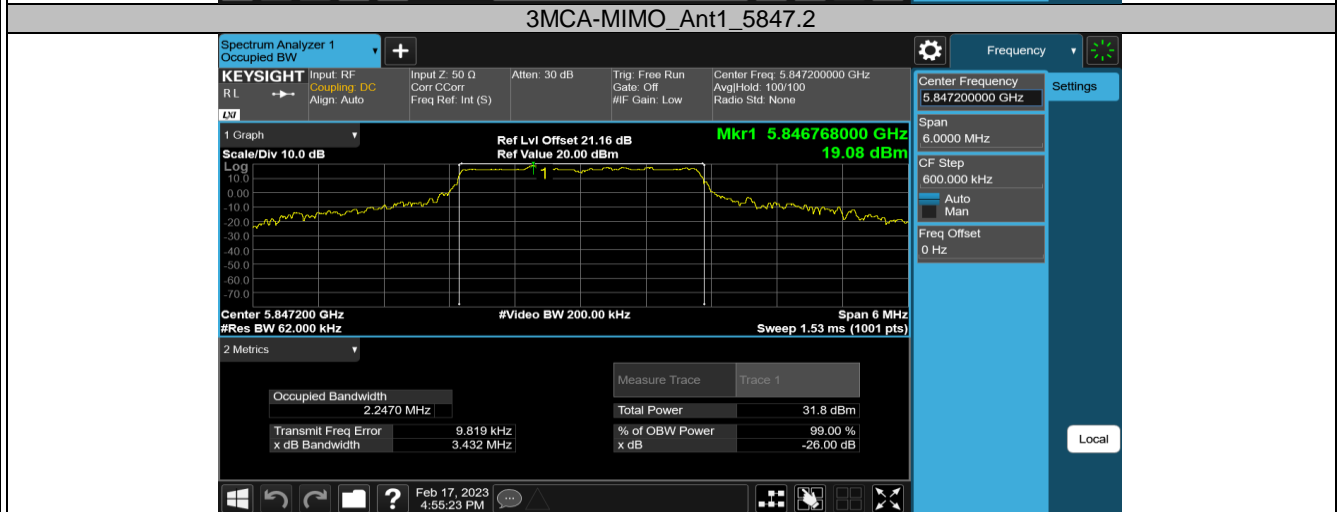 3MCA-MIMO_Ant1_5847.2
Spectrum Analyzer 1
Occupied BW
Frequency
KEYSIGHT
Input: RF
Input Z: 50 Ω
Atten: 30 dB
Trig: Free Run
Center Freq: 5.847200000 GHz
R L
Coupling: DC
Corr CCorr
Gate: Off
Avg|Hold: 100/100
Align: Auto
Freq Ref: Int (S)
#IF Gain: Low
Radio Std: None
LXI
Center Frequency
5.847200000 GHz
Settings
Span
6.0000 MHz
CF Step
600.000 kHz
Auto
Man
Freq Offset
0 Hz
Local
1 Graph
Ref Lvl Offset 21.16 dB
Mkr1 5.846768000 GHz
Scale/Div 10.0 dB
Ref Value 20.00 dBm
19.08 dBm
Log
1
10.0
0.00
-10.0
-20.0
-30.0
-40.0
-50.0
-60.0
-70.0
Center 5.847200 GHz
#Video BW 200.00 kHz
Span 6 MHz
#Res BW 62.000 kHz
Sweep 1.53 ms (1001 pts)
2 Metrics
Measure Trace
Trace 1
Occupied Bandwidth
2.2470 MHz
Total Power
31.8 dBm
Transmit Freq Error
9.819 kHz
% of OBW Power
99.00 %
x dB Bandwidth
3.432 MHz
x dB
-26.00 dB
Feb 17, 2023
4:55:23 PM